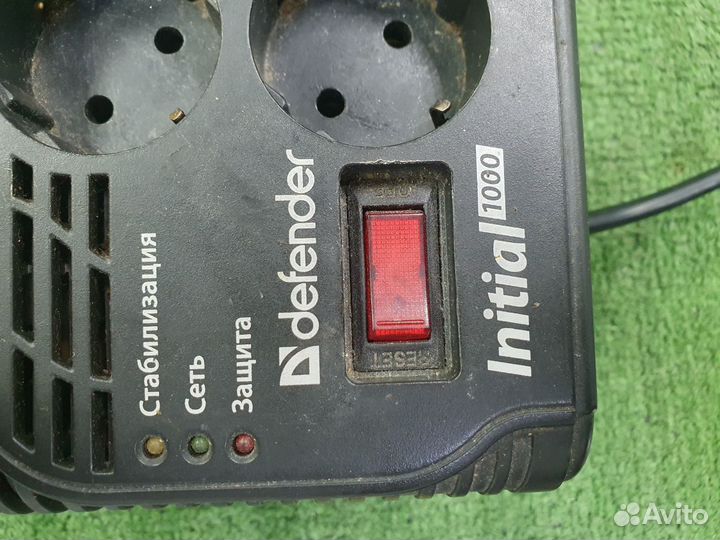 Стабилизация
Сеть
Защита
defender
RESET
Initial 1000
Avito